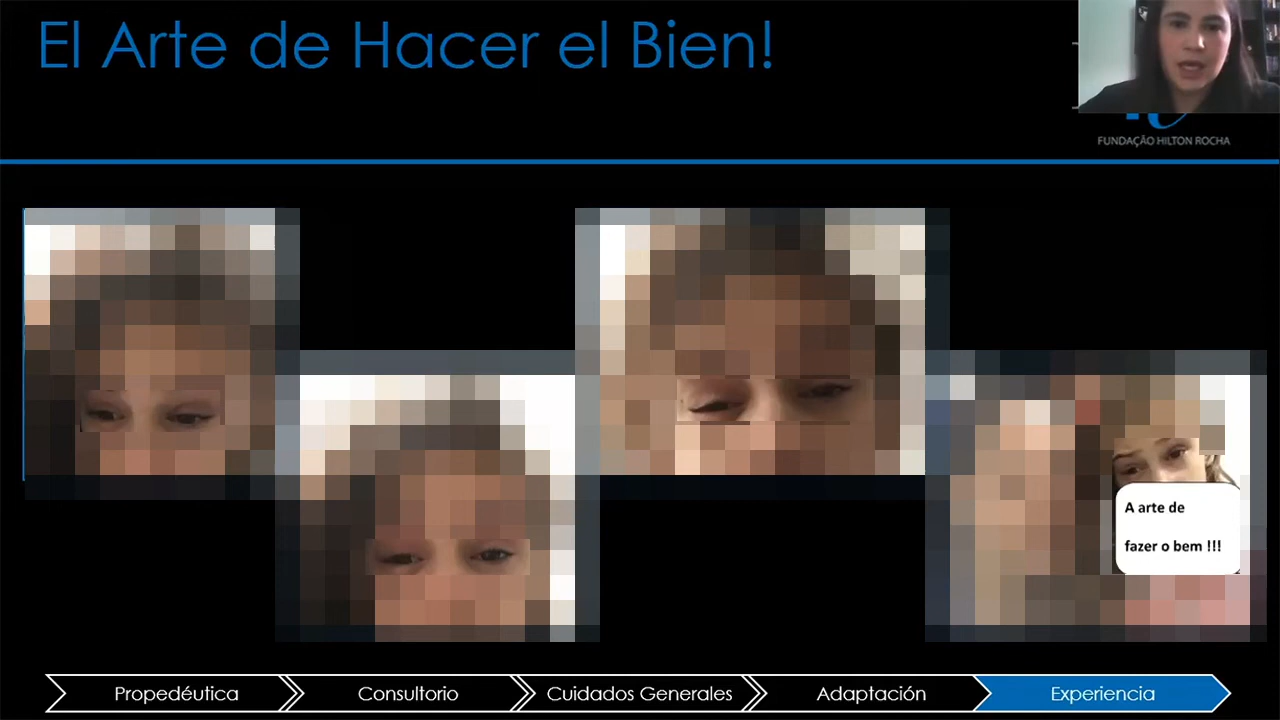 El Arte de Hacer el Bien!
FUNDAÇÃO HILTON ROCHA
A arte de
fazer o bem !!!
Propedéutica
Consultorio
Cuidados Generales
Adaptación
Experiencia